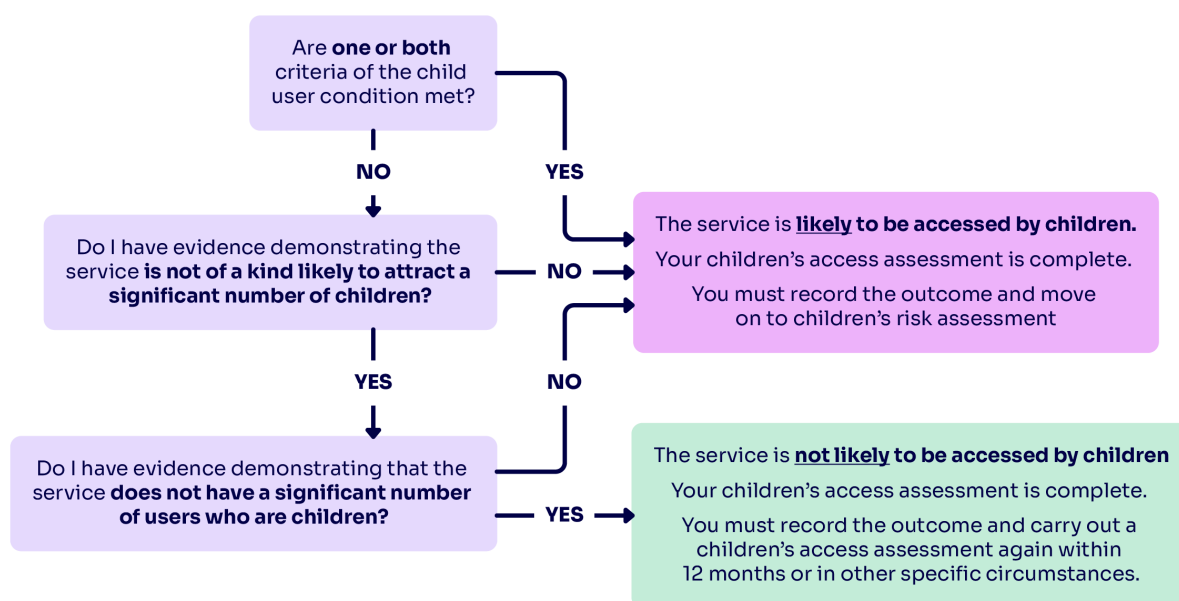 Are one or both
criteria of the child
user condition met?
NO
YES
Do I have evidence demonstrating the
service is not of a kind likely to attract a
significant number of children?
NO
The service is likely to be accessed by children.
Your children’s access assessment is complete.
You must record the outcome and move
on to children’s risk assessment
YES
NO
Do I have evidence demonstrating that the
service does not have a significant number
of users who are children?
YES
The service is not likely to be accessed by children
Your children’s access assessment is complete.
You must record the outcome and carry out a
children’s access assessment again within
12 months or in other specific circumstances.